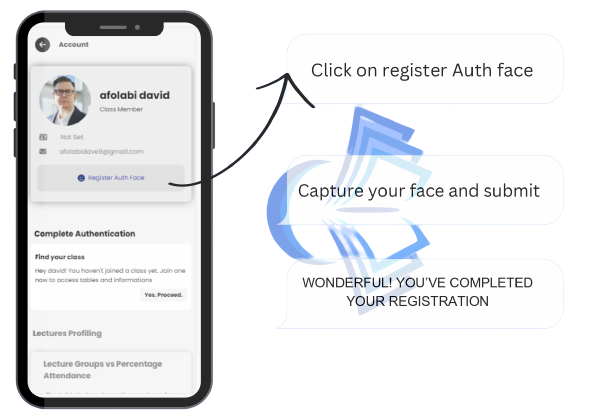 Account
afolabi david
Class Member
Not Set
afolabidave9@gmail.com
Register Auth Face
Complete Authentication
Find your class
Hey david! You haven't joined a class yet. Join one
now to access tables and informations
Yes, Proceed.
Lectures Profiling
Lecture Groups vs Percentage
Attendance
Click on register Auth face
Capture your face and submit
WONDERFUL! YOU'VE COMPLETED
YOUR REGISTRATION